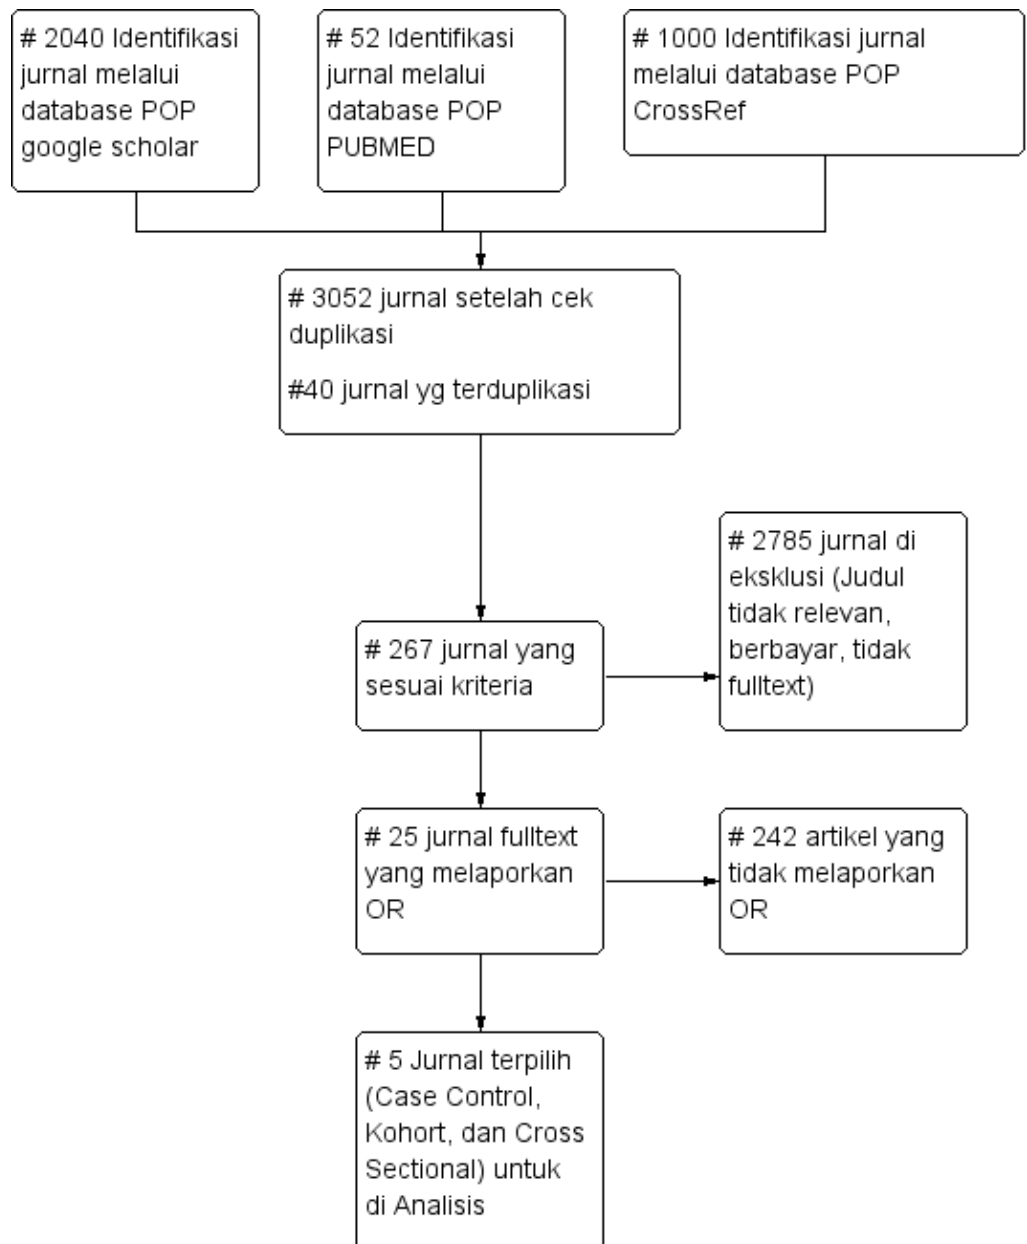 # 2040 Identifikasi
jurnal melalui
database POP
google scholar
# 52 Identifikasi
jurnal melalui
database POP
PUBMED
# 1000 Identifikasi jurnal
melalui database POP
CrossRef
# 3052 jurnal setelah cek
duplikasi
#40 jurnal yg terduplikasi
# 2785 jurnal di
eksklusi (Judul
tidak relevan,
berbayar, tidak
fulltext)
# 267 jurnal yang
sesuai kriteria
# 25 jurnal fulltext
yang melaporkan
OR
# 242 artikel yang
tidak melaporkan
OR
# 5 Jurnal terpilih
(Case Control,
Kohort, dan Cross
Sectional) untuk
di Analisis